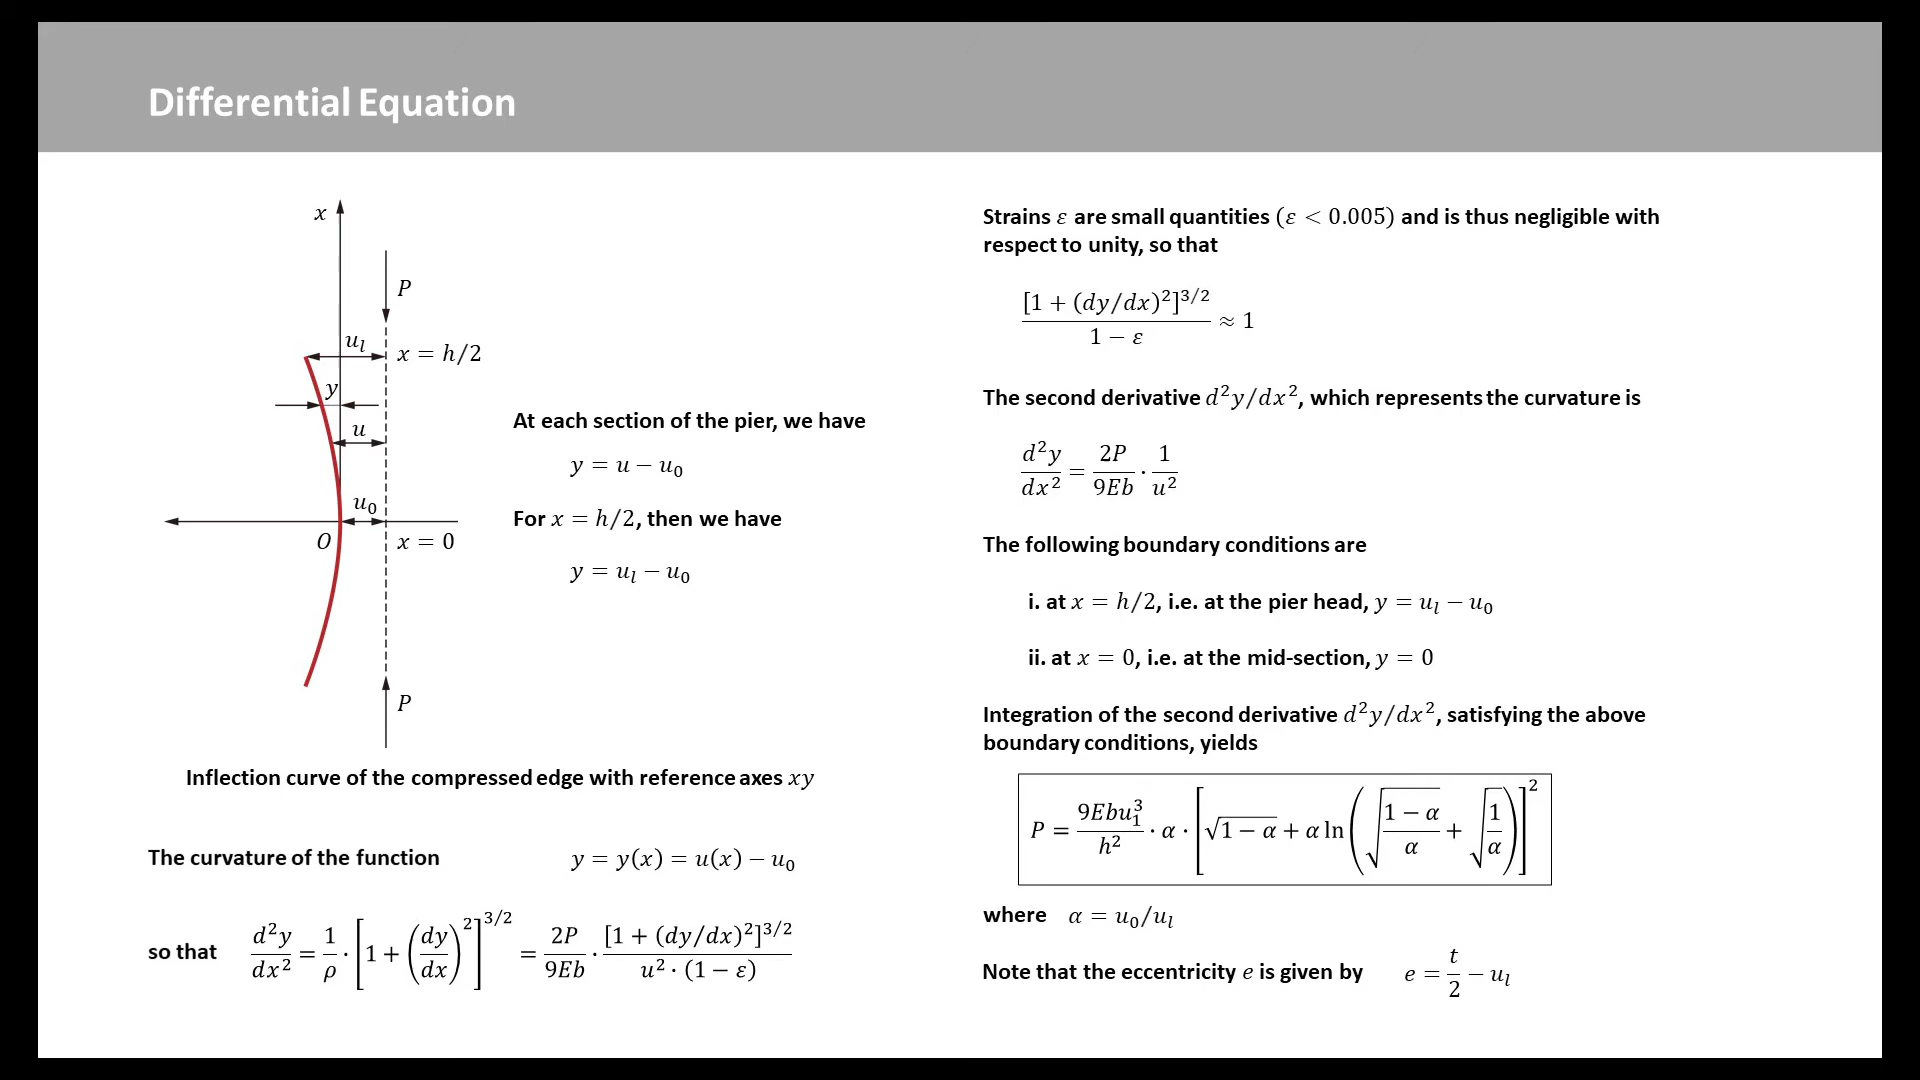 Differential Equation
x
P
u_l
x = h/2
y
u
At each section of the pier, we have
y = u − u₀
u₀
For x = h/2, then we have
O
x = 0
y = u_l − u₀
P
Inflection curve of the compressed edge with reference axes xy
The curvature of the function y = y(x) = u(x) − u₀
so that d²y/dx² = 1/ρ · [1 + (dy/dx)²]^{3/2} = 2P/9Eb · [1 + (dy/dx)²]^{3/2} / u² · (1 − ε)
Strains ε are small quantities (ε < 0.005) and is thus negligible with
respect to unity, so that
[1 + (dy/dx)²]^{3/2} / 1 − ε ≈ 1
The second derivative d²y/dx², which represents the curvature is
d²y/dx² = 2P/9Eb · 1/u²
The following boundary conditions are
i. at x = h/2, i.e. at the pier head, y = u_l − u₀
ii. at x = 0, i.e. at the mid-section, y = 0
Integration of the second derivative d²y/dx², satisfying the above
boundary conditions, yields
P = 9Ebu₁³/h² · α · [√(1 − α) + α ln(√((1 − α)/α) + √(1/α))]²
where α = u₀/u_l
Note that the eccentricity e is given by e = t/2 − u_l